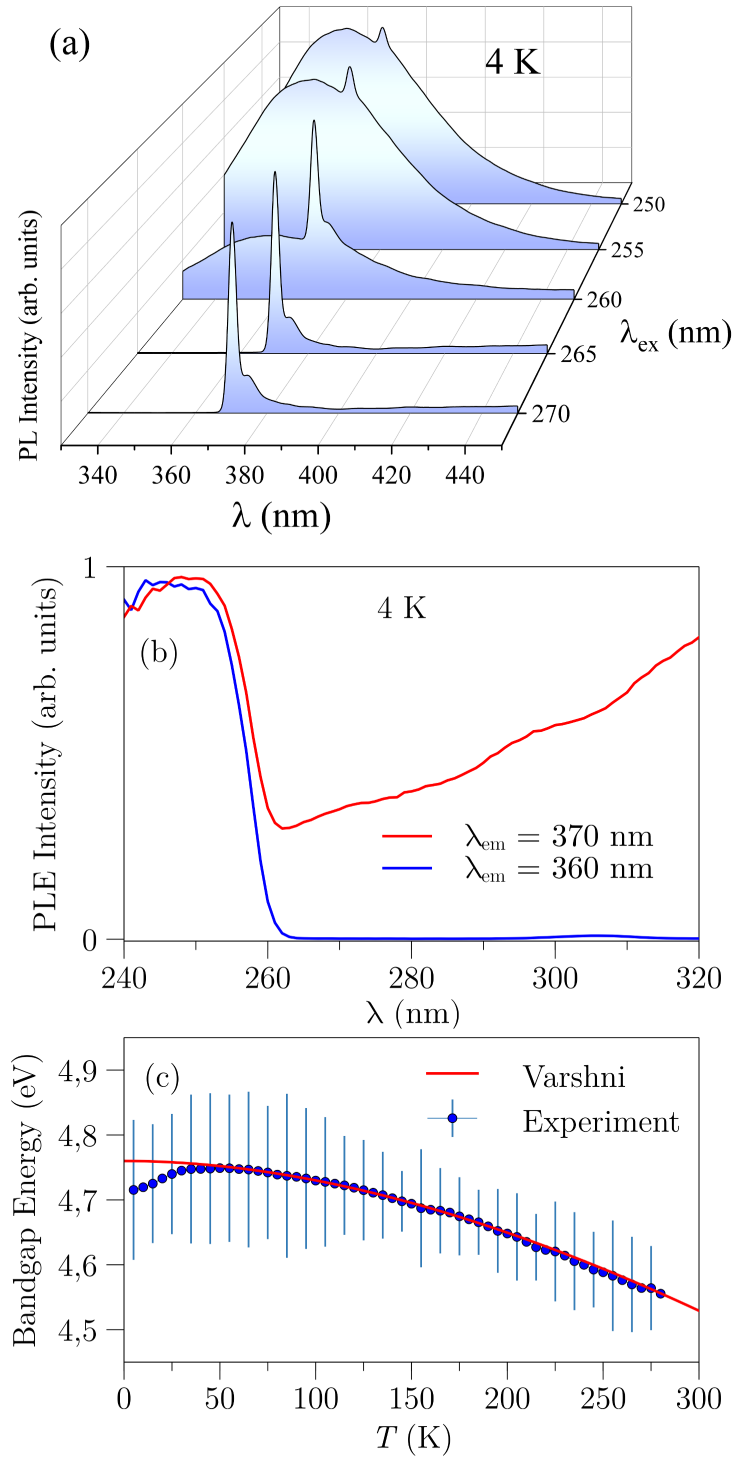 (a)
4 K
PL Intensity (arb. units)
250
255
260
265
270
λex (nm)
340 360 380 400 420 440
λ (nm)
1
0
PLE Intensity (arb. units)
4 K
(b)
λem = 370 nm
λem = 360 nm
240 260 280 300 320
λ (nm)
4,9
4,8
4,7
4,6
4,5
Bandgap Energy (eV)
(c)
Varshni
Experiment
0 50 100 150 200 250 300
T (K)